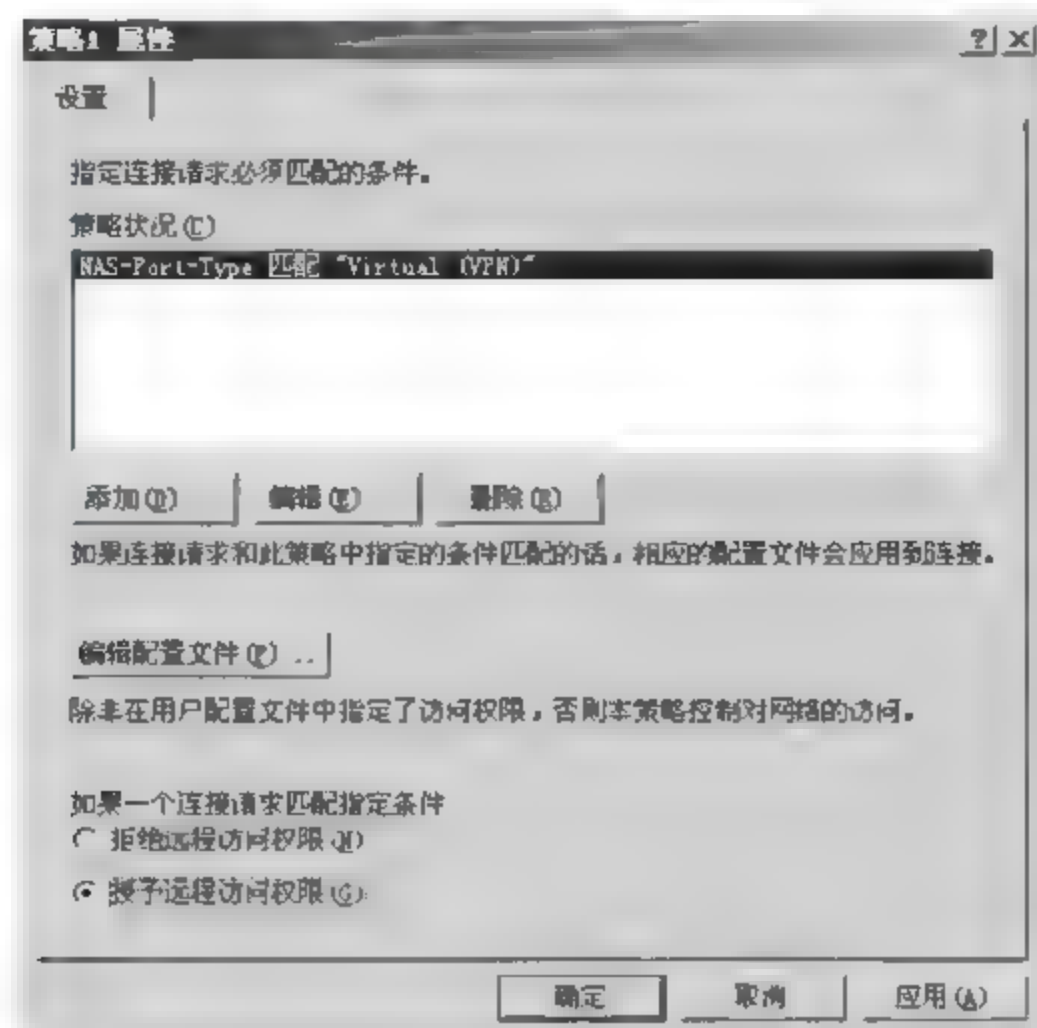 策略1 属性
设置
指定连接请求必须匹配的条件。
策略状况(C)
NAS-Port-Type 匹配 "Virtual (VPN)"
添加(D) 编辑(E) 删除(R)
如果连接请求和此策略中指定的条件匹配的话，相应的配置文件会应用到连接。
编辑配置文件(P)...
除非在用户配置文件中指定了访问权限，否则本策略控制对网络的访问。
如果一个连接请求匹配指定条件
拒绝远程访问权限(N)
授予远程访问权限(G)
确定 取消 应用(A)